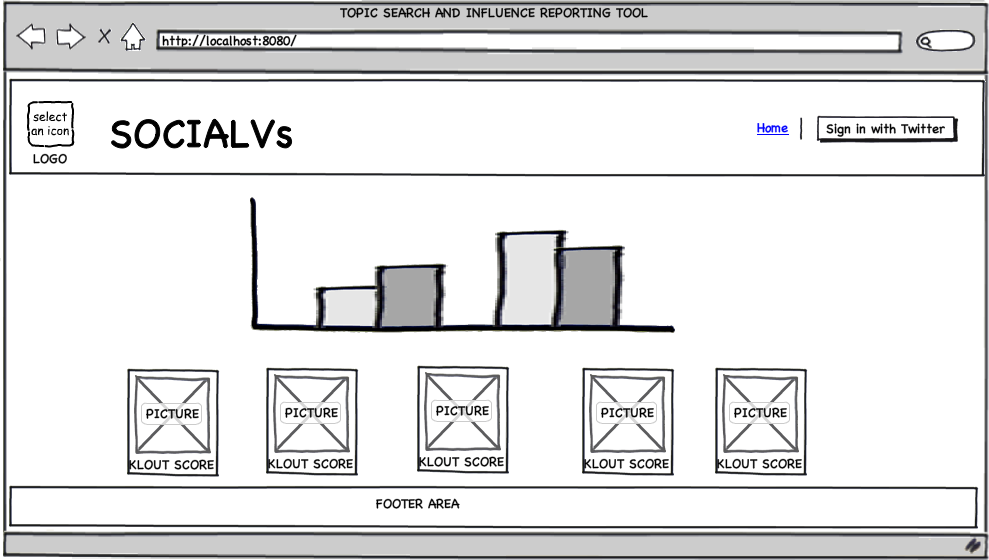 TOPIC SEARCH AND INFLUENCE REPORTING TOOL
http://localhost:8080/
select
an icon
LOGO
SOCIALVs
Home
Sign in with Twitter
PICTURE
KLOUT SCORE
PICTURE
KLOUT SCORE
PICTURE
KLOUT SCORE
PICTURE
KLOUT SCORE
PICTURE
KLOUT SCORE
FOOTER AREA